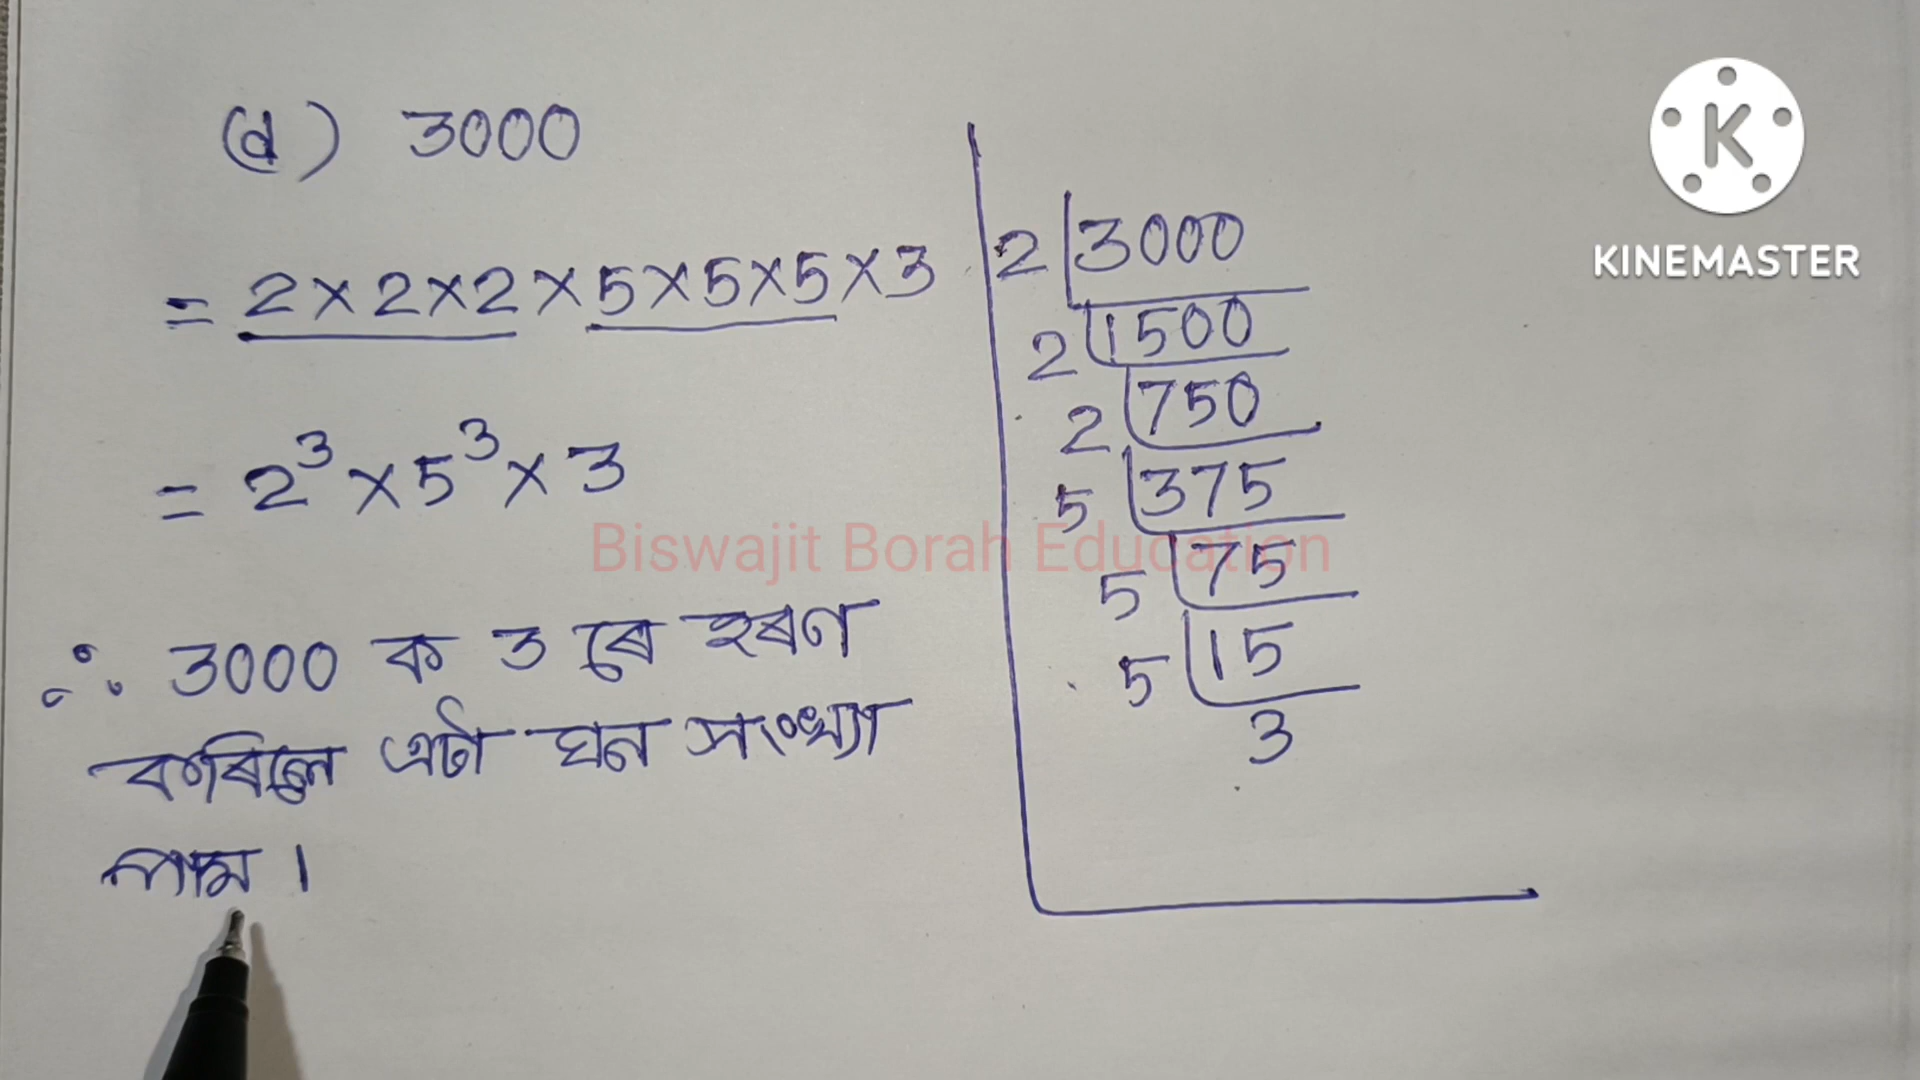 (d) 3000
= 2×2×2×5×5×5×3
= 2³×5³×3
∴ 3000 ক 3 ৰে হৰণ
কৰিলে এটা ঘন সংখ্যা
পাম।
2 3000
2 1500
2 750
5 375
5 75
5 15
3
K
KINEMASTER
Biswajit Borah Education